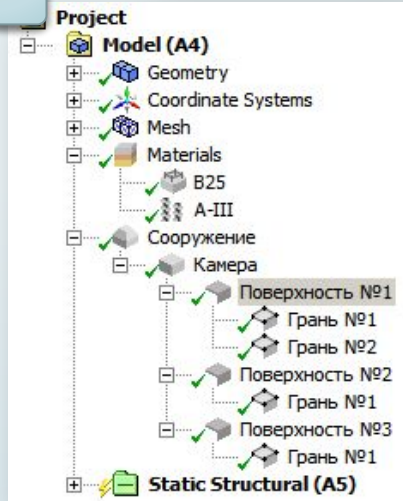 Project
Model (A4)
Geometry
Coordinate Systems
Mesh
Materials
B25
A-III
Сооружение
Камера
Поверхность №1
Грань №1
Грань №2
Поверхность №2
Грань №1
Поверхность №3
Грань №1
Static Structural (A5)